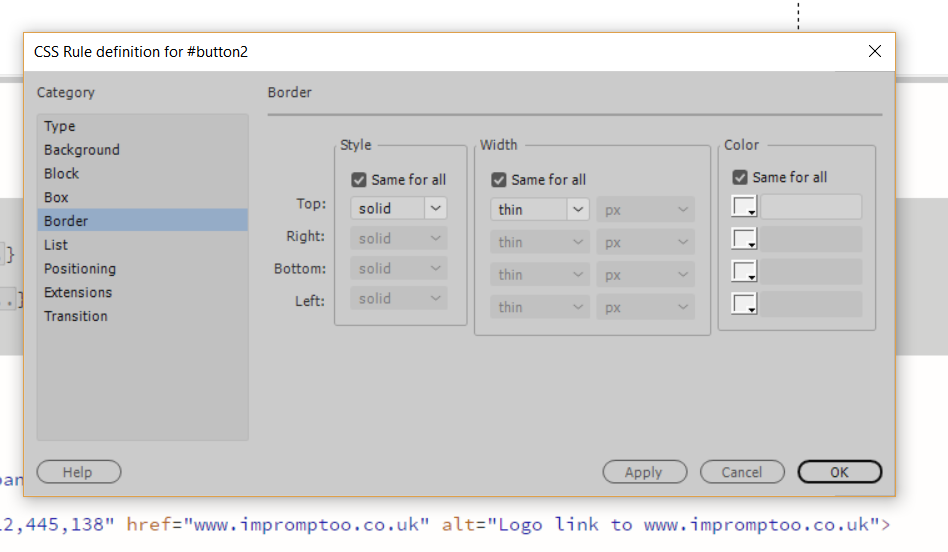 CSS Rule definition for #button2
Category
Border
Type
Background
Block
Box
Border
List
Positioning
Extensions
Transition
Style
Width
Color
Same for all
Same for all
Same for all
Top:
solid
thin
px
Right:
solid
thin
px
Bottom:
solid
thin
px
Left:
solid
thin
px
}
.}
Help
Apply
Cancel
OK
2,445,138" href="www.impromptoo.co.uk" alt="Logo link to www.impromptoo.co.uk">